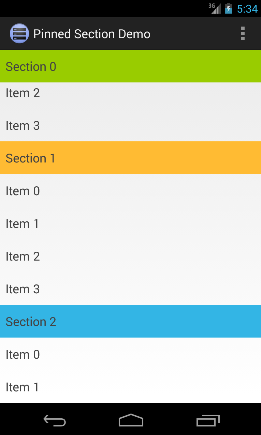 3G 5:34
Pinned Section Demo
Section 0
Item 2
Item 3
Section 1
Item 0
Item 1
Item 2
Item 3
Section 2
Item 0
Item 1